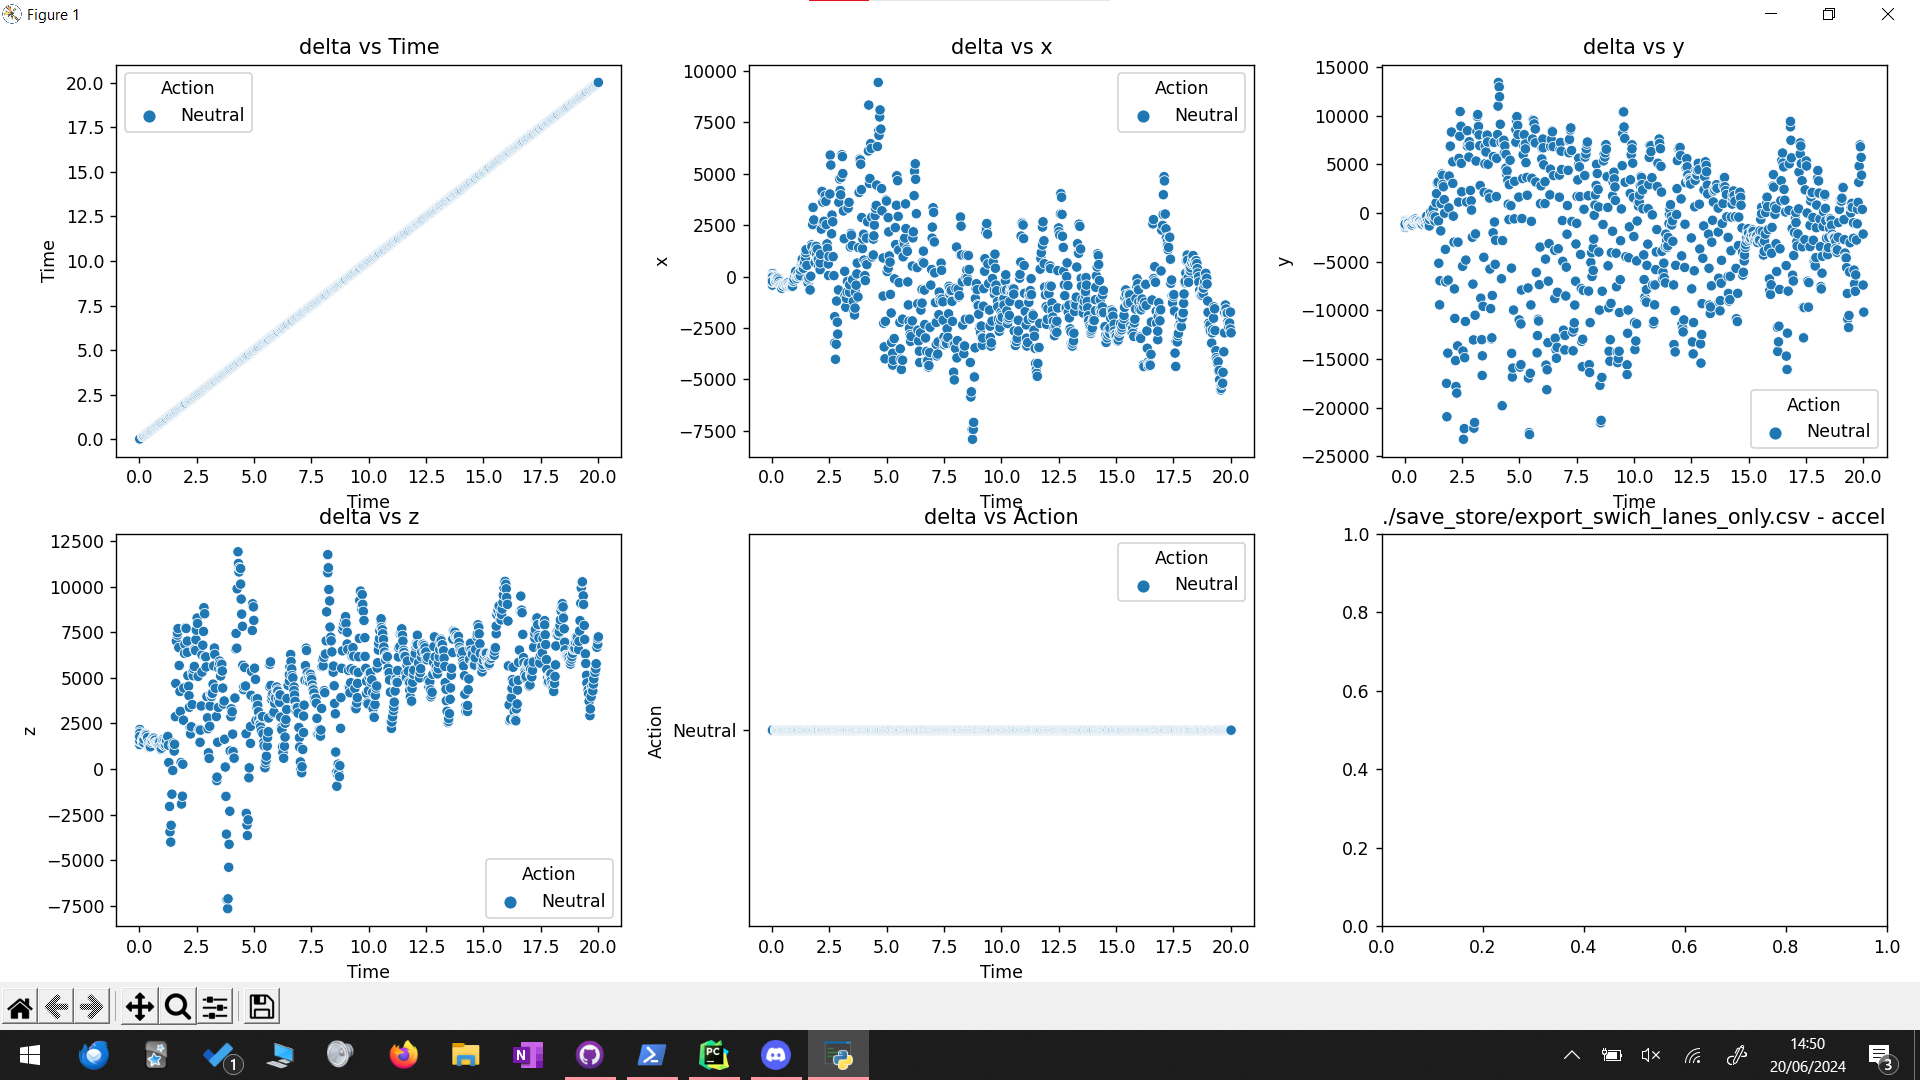 Figure 1
delta vs Time
Action
Neutral
Time
20.0
17.5
15.0
12.5
10.0
7.5
5.0
2.5
0.0
0.0 2.5 5.0 7.5 10.0 12.5 15.0 17.5 20.0
Time
delta vs x
Action
Neutral
x
10000
7500
5000
2500
0
−2500
−5000
−7500
0.0 2.5 5.0 7.5 10.0 12.5 15.0 17.5 20.0
Time
delta vs y
Action
Neutral
y
15000
10000
5000
0
−5000
−10000
−15000
−20000
−25000
0.0 2.5 5.0 7.5 10.0 12.5 15.0 17.5 20.0
Time
delta vs z
Action
Neutral
z
12500
10000
7500
5000
2500
0
−2500
−5000
−7500
0.0 2.5 5.0 7.5 10.0 12.5 15.0 17.5 20.0
Time
delta vs Action
Action
Neutral
Action
Neutral
0.0 2.5 5.0 7.5 10.0 12.5 15.0 17.5 20.0
Time
./save_store/export_swich_lanes_only.csv - accel
1.0
0.8
0.6
0.4
0.2
0.0
0.0 0.2 0.4 0.6 0.8 1.0
1
N
PC
14:50
20/06/2024
3